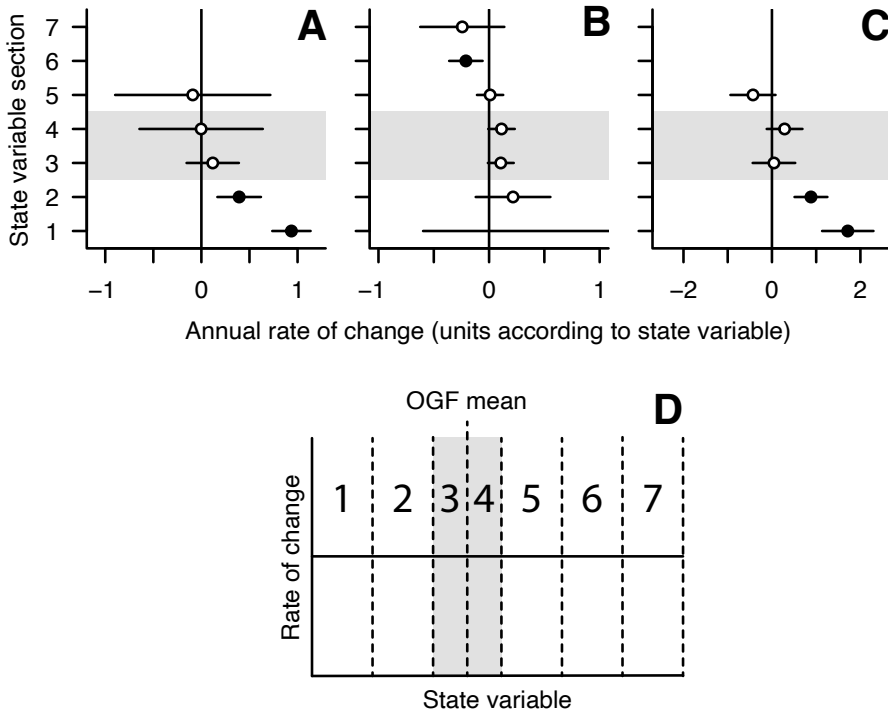 A B C
State variable section
7
6
5
4
3
2
1
−1 0 1 −1 0 1 −2 0 2
Annual rate of change (units according to state variable)
OGF mean
D
Rate of change
1 2 3 4 5 6 7
State variable